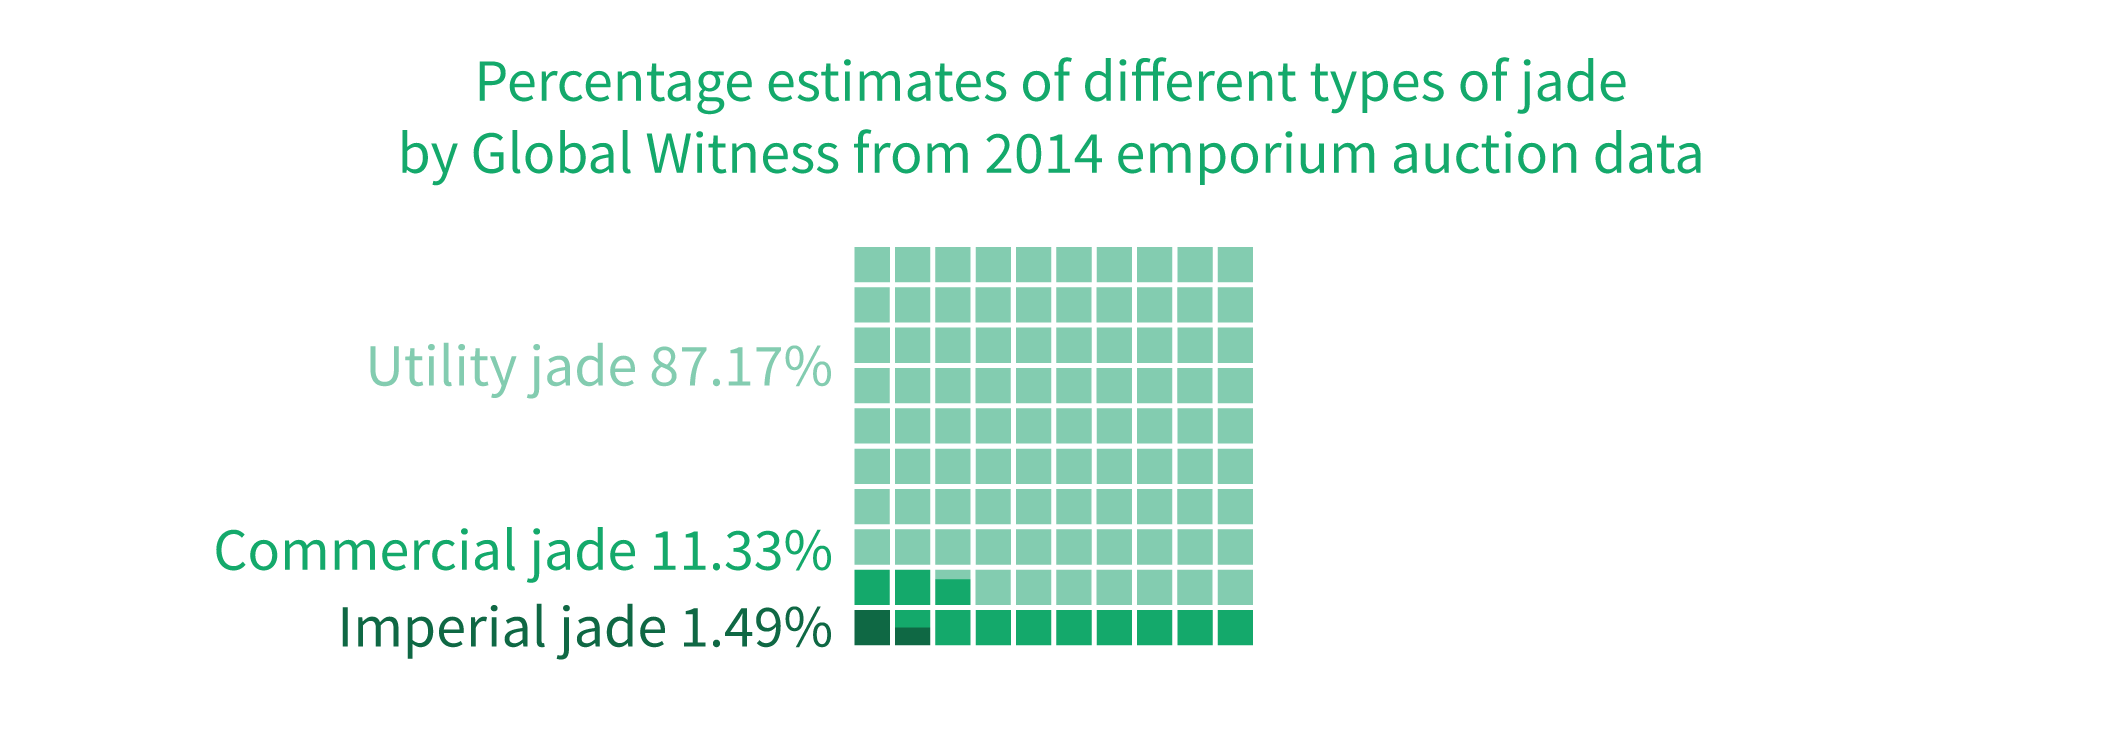 Percentage estimates of different types of jade
by Global Witness from 2014 emporium auction data
Utility jade 87.17%
Commercial jade 11.33%
Imperial jade 1.49%